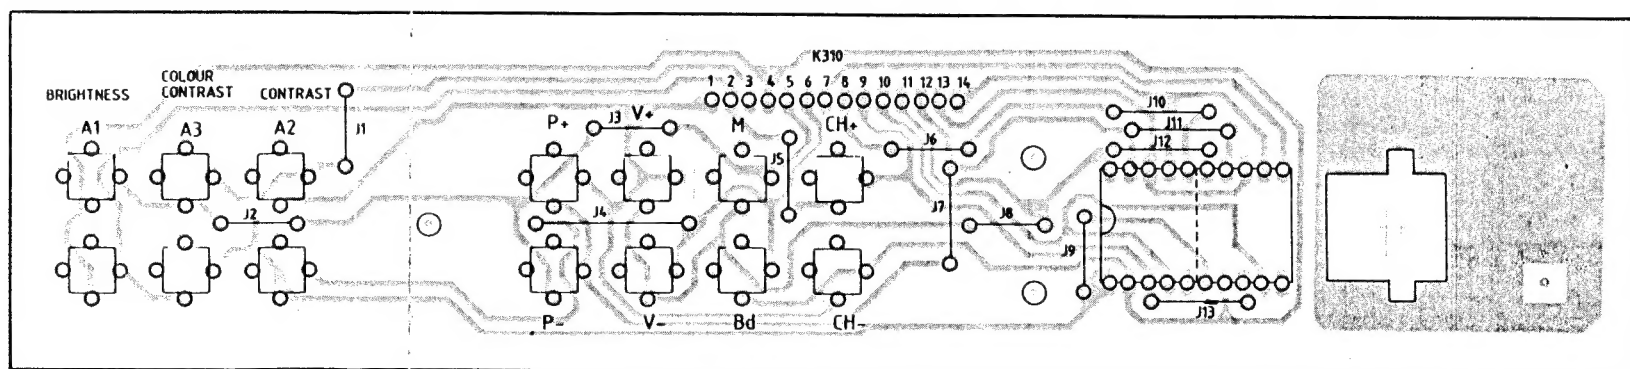 K310
COLOUR
CONTRAST
BRIGHTNESS
CONTRAST
1 2 3 4 5 6 7 8 9 10 11 12 13 14
A1 A3 A2
J1
P+ J3 V+ M CH+
J5 J6
J10
J11
J12
J2 J4 J7 J8 J9
P- V- Bd CH-
J13